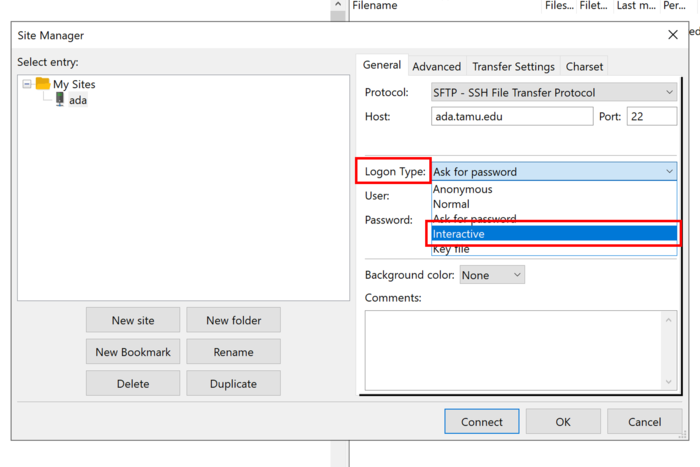 Filename Files... Filet... Last m... Per...
Site Manager
Select entry:
My Sites
ada
New site New folder
New Bookmark Rename
Delete Duplicate
General Advanced Transfer Settings Charset
Protocol: SFTP - SSH File Transfer Protocol
Host: ada.tamu.edu Port: 22
Logon Type: Ask for password
Anonymous
User: Normal
Password: Ask for password
Interactive
Key file
Background color: None
Comments:
Connect OK Cancel